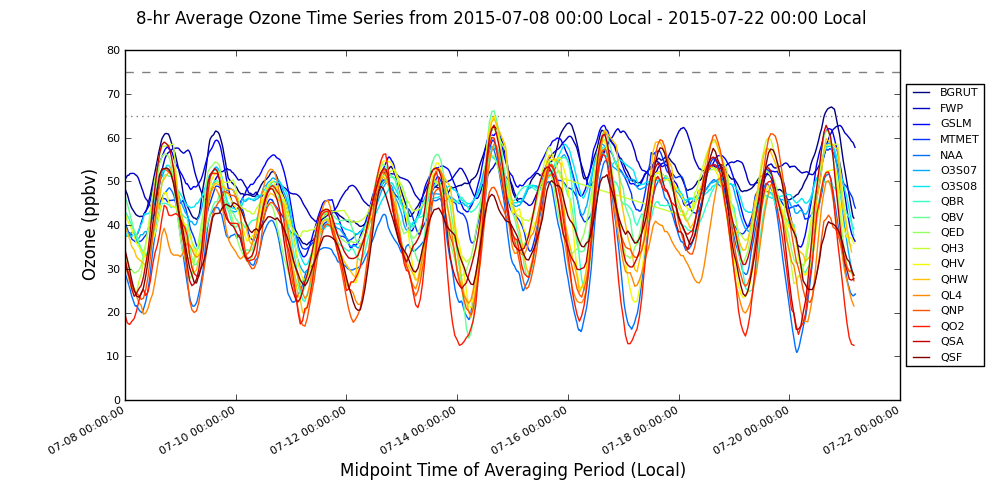 8-hr Average Ozone Time Series from 2015-07-08 00:00 Local - 2015-07-22 00:00 Local
Ozone (ppbv)
80
70
60
50
40
30
20
10
0
07-08 00:00:00
07-10 00:00:00
07-12 00:00:00
07-14 00:00:00
07-16 00:00:00
07-18 00:00:00
07-20 00:00:00
07-22 00:00:00
Midpoint Time of Averaging Period (Local)
BGRUT
FWP
GSLM
MTMET
NAA
O3S07
O3S08
QBR
QBV
QED
QH3
QHV
QHW
QL4
QNP
QO2
QSA
QSF